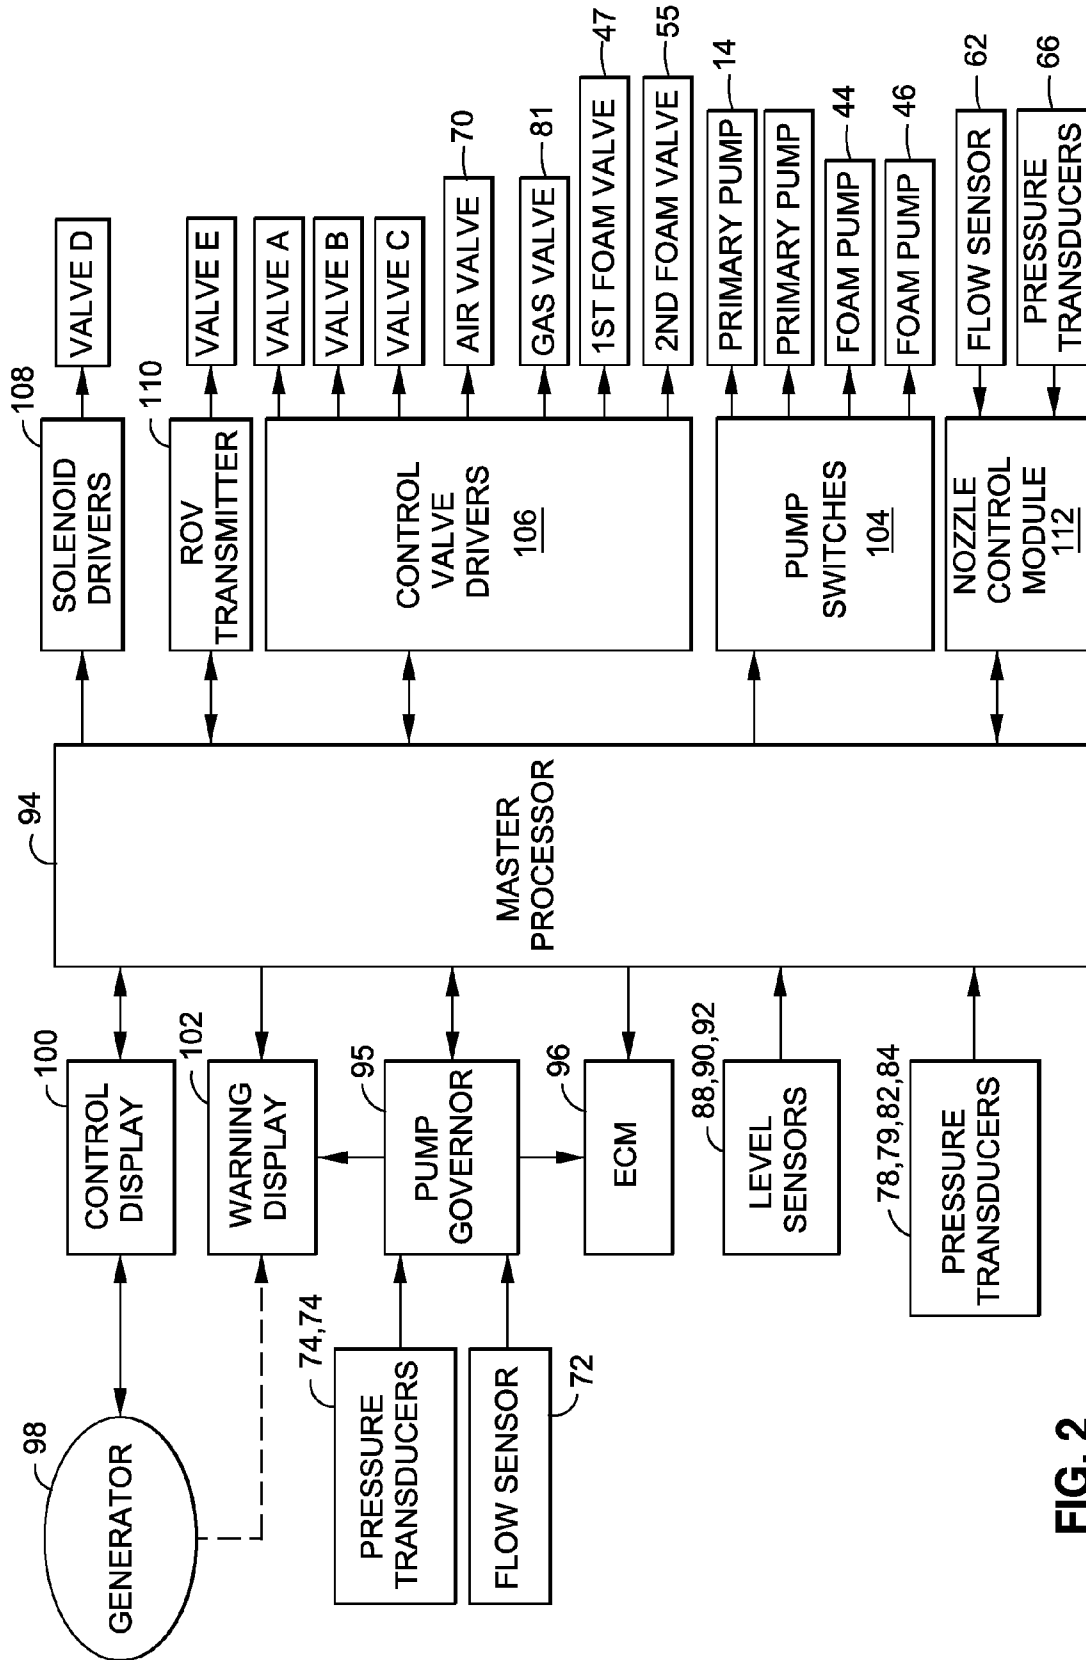 98
GENERATOR
100
CONTROL
DISPLAY
102
WARNING
DISPLAY
74,74
PRESSURE
TRANSDUCERS
FLOW SENSOR
72
95
PUMP
GOVERNOR
96
ECM
88,90,92
LEVEL
SENSORS
78,79,82,84
PRESSURE
TRANSDUCERS
94
MASTER
PROCESSOR
108
SOLENOID
DRIVERS
VALVE D
110
ROV
TRANSMITTER
VALVE E
CONTROL
VALVE
DRIVERS
106
VALVE A
VALVE B
VALVE C
AIR VALVE
70
GAS VALVE
81
1ST FOAM VALVE
47
2ND FOAM VALVE
55
PUMP
SWITCHES
104
PRIMARY PUMP
14
PRIMARY PUMP
FOAM PUMP
44
FOAM PUMP
46
NOZZLE
CONTROL
MODULE
112
FLOW SENSOR
62
PRESSURE
TRANSDUCERS
66
FIG. 2